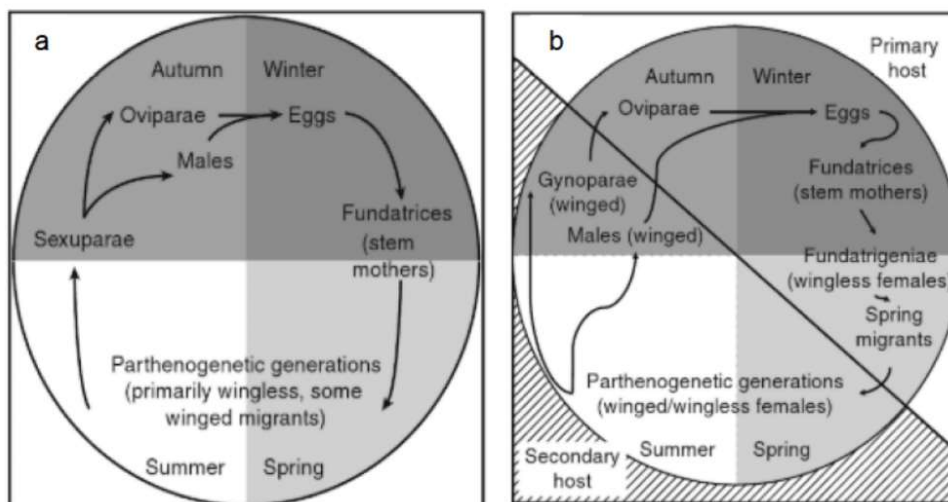 a
Autumn Winter
Oviparae
Eggs
Males
Sexuparae
Fundatrices
(stem
mothers)
Parthenogenetic generations
(primarily wingless, some
winged migrants)
Summer Spring
b
Primary
host
Autumn Winter
Oviparae
Eggs
Gynoparae
(winged)
Males (winged)
Fundatrices
(stem mothers)
Fundatrigeniae
(wingless females)
Spring
migrants
Parthenogenetic generations
(winged/wingless females)
Summer Spring
Secondary
host